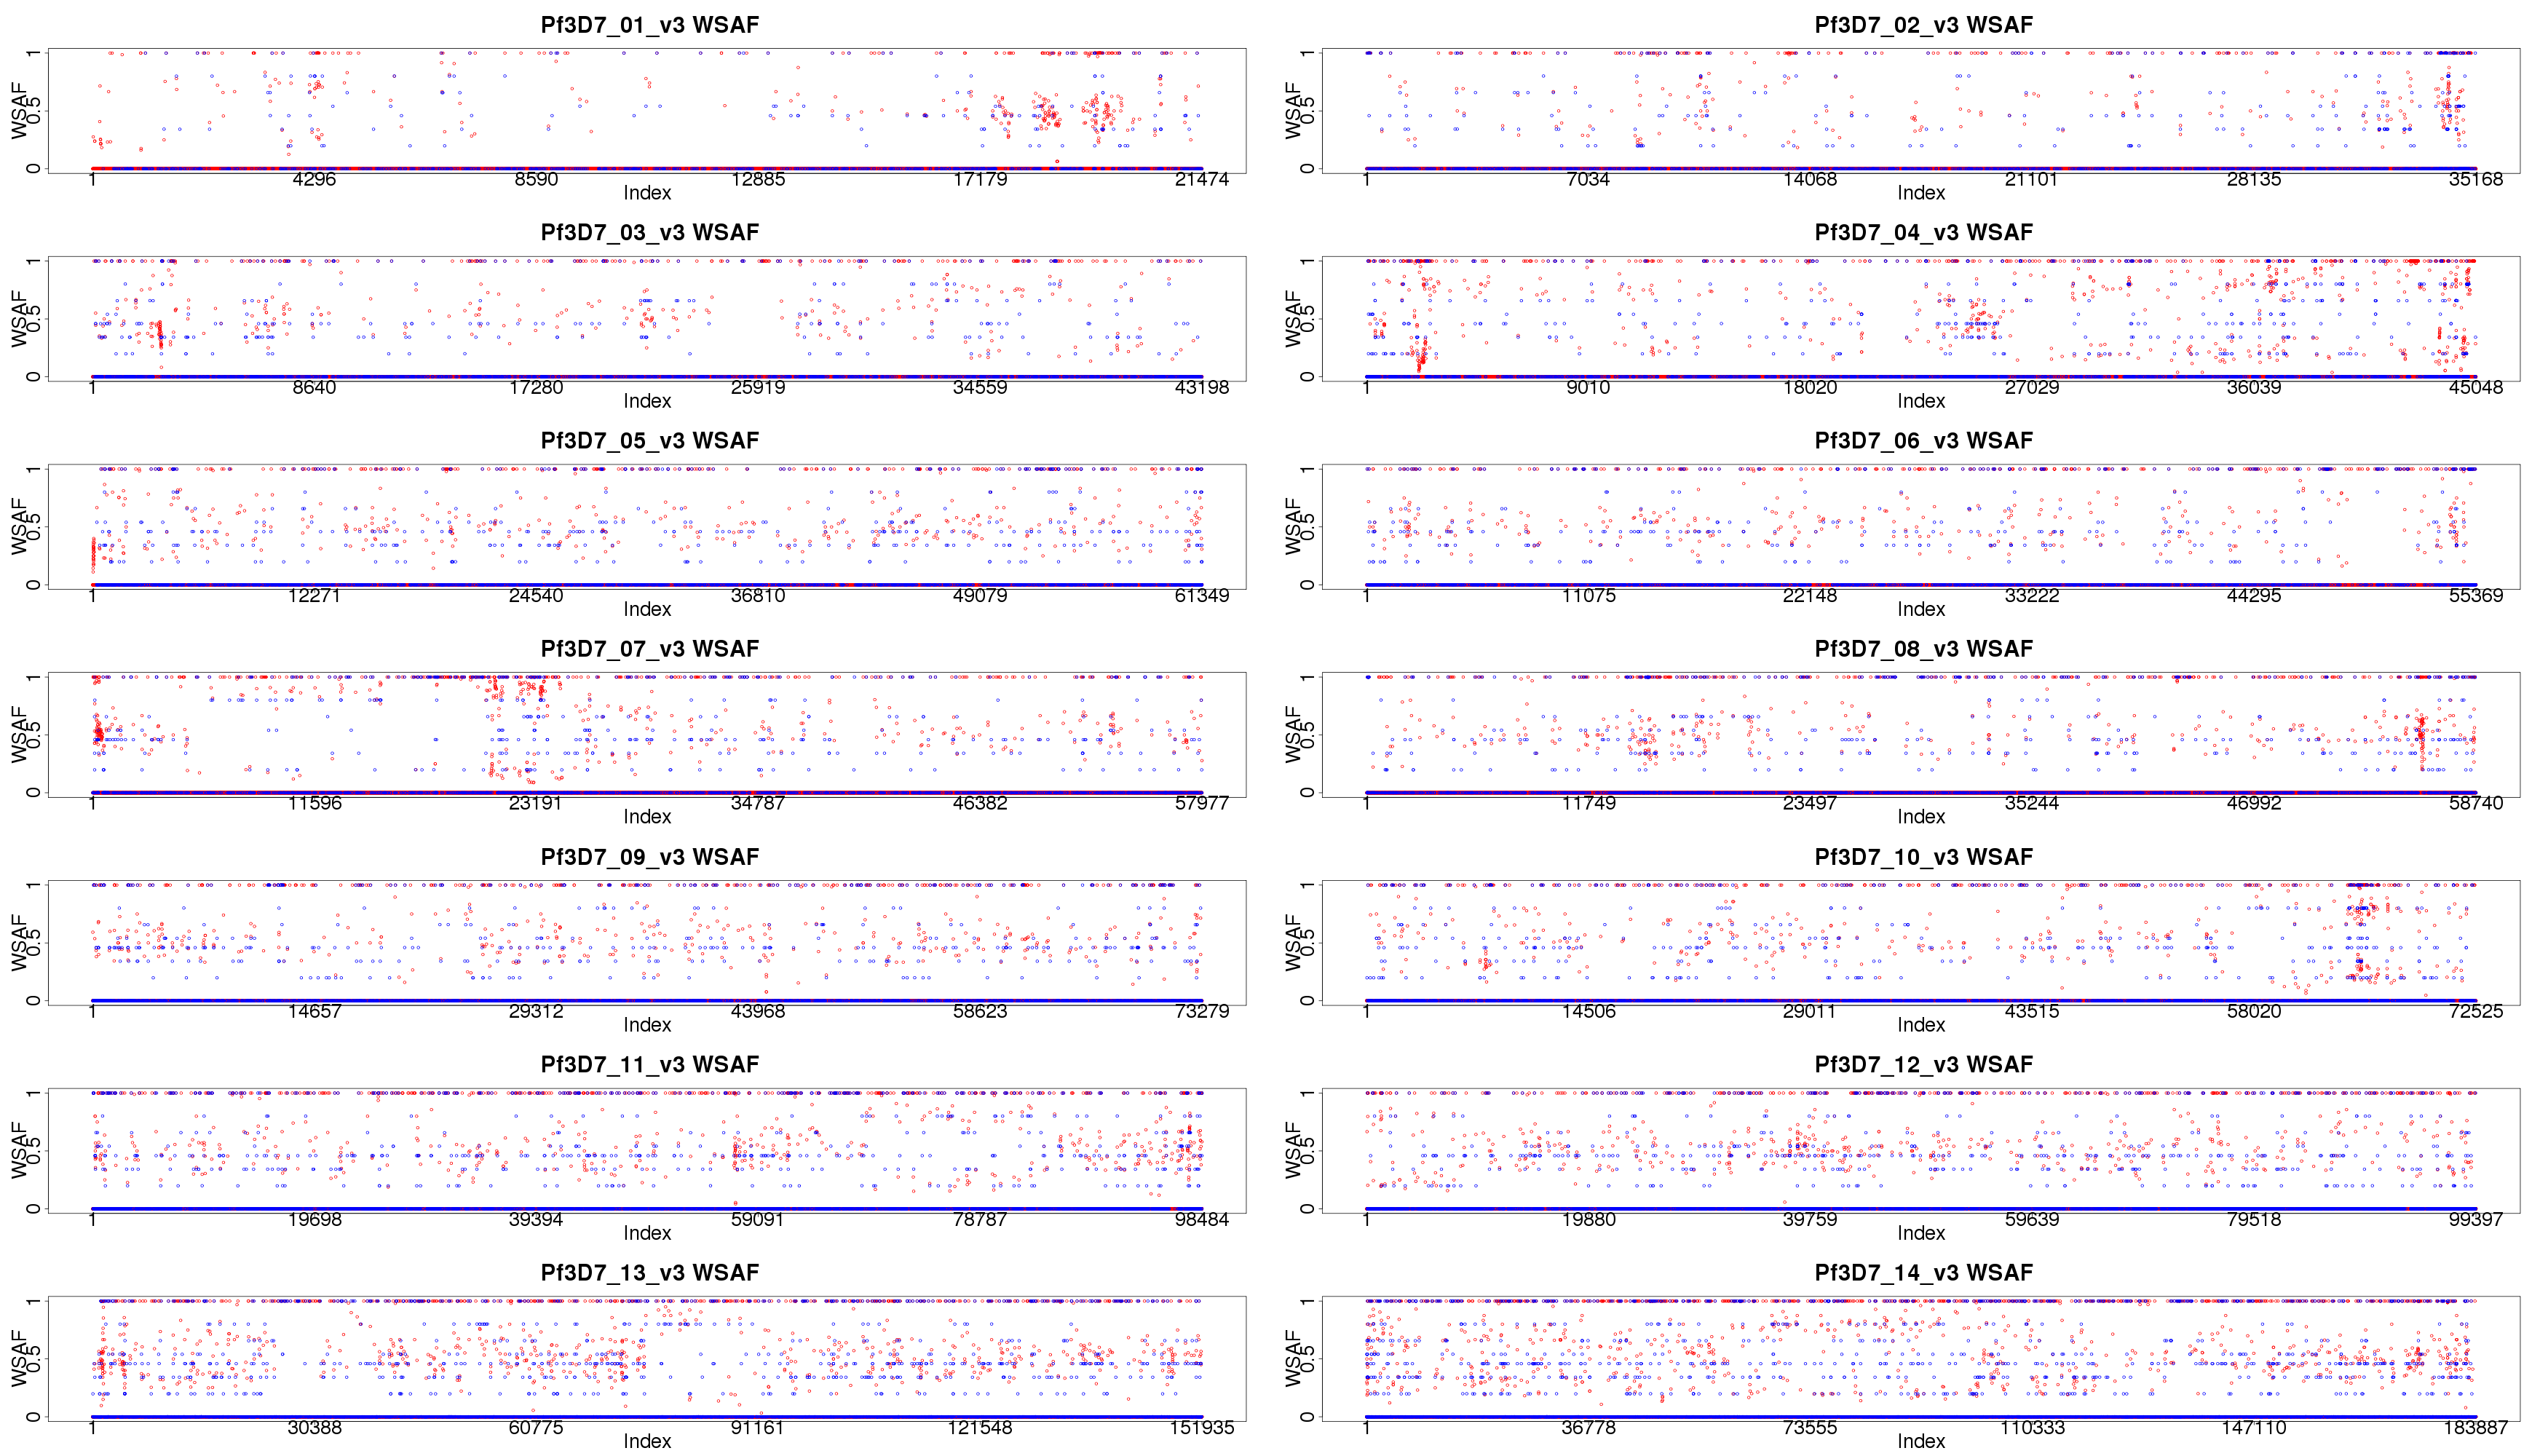 Pf3D7_01_v3 WSAF
WSAF
0 0.5 1
1 4296 8590 12885 17179 21474
Index
Pf3D7_02_v3 WSAF
WSAF
0 0.5 1
1 7034 14068 21101 28135 35168
Index
Pf3D7_03_v3 WSAF
WSAF
0 0.5 1
1 8640 17280 25919 34559 43198
Index
Pf3D7_04_v3 WSAF
WSAF
0 0.5 1
1 9010 18020 27029 36039 45048
Index
Pf3D7_05_v3 WSAF
WSAF
0 0.5 1
1 12271 24540 36810 49079 61349
Index
Pf3D7_06_v3 WSAF
WSAF
0 0.5 1
1 11075 22148 33222 44295 55369
Index
Pf3D7_07_v3 WSAF
WSAF
0 0.5 1
1 11596 23191 34787 46382 57977
Index
Pf3D7_08_v3 WSAF
WSAF
0 0.5 1
1 11749 23497 35244 46992 58740
Index
Pf3D7_09_v3 WSAF
WSAF
0 0.5 1
1 14657 29312 43968 58623 73279
Index
Pf3D7_10_v3 WSAF
WSAF
0 0.5 1
1 14506 29011 43515 58020 72525
Index
Pf3D7_11_v3 WSAF
WSAF
0 0.5 1
1 19698 39394 59091 78787 98484
Index
Pf3D7_12_v3 WSAF
WSAF
0 0.5 1
1 19880 39759 59639 79518 99397
Index
Pf3D7_13_v3 WSAF
WSAF
0 0.5 1
1 30388 60775 91161 121548 151935
Index
Pf3D7_14_v3 WSAF
WSAF
0 0.5 1
1 36778 73555 110333 147110 183887
Index